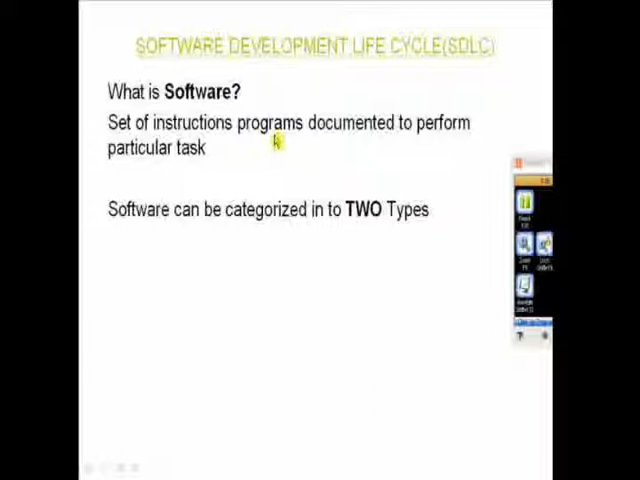 SOFTWARE DEVELOPMENT LIFE CYCLE(SDLC)
What is Software?
Set of instructions programs documented to perform
particular task
Software can be categorized in to TWO Types